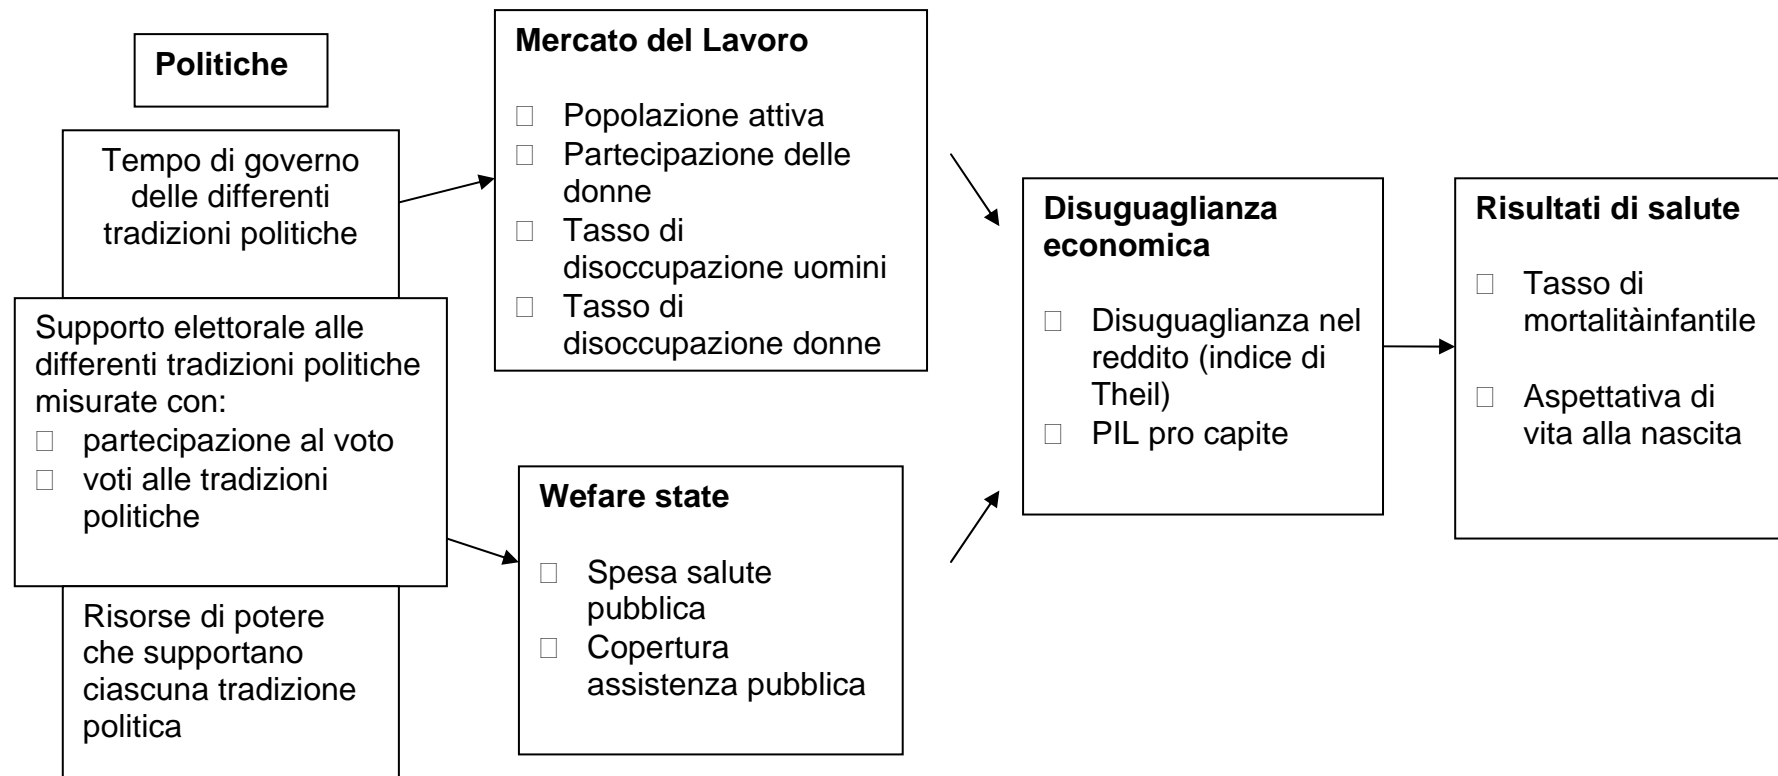 Politiche
Tempo di governo
delle differenti
tradizioni politiche
Supporto elettorale alle
differenti tradizioni politiche
misurate con:
□ partecipazione al voto
□ voti alle tradizioni
politiche
Risorse di potere
che supportano
ciascuna tradizione
politica
Mercato del Lavoro
□ Popolazione attiva
□ Partecipazione delle
donne
□ Tasso di
disoccupazione uomini
□ Tasso di
disoccupazione donne
Wefare state
□ Spesa salute
pubblica
□ Copertura
assistenza pubblica
Disuguaglianza
economica
□ Disuguaglianza nel
reddito (indice di
Theil)
□ PIL pro capite
Risultati di salute
□ Tasso di
mortalitàinfantile
□ Aspettativa di
vita alla nascita